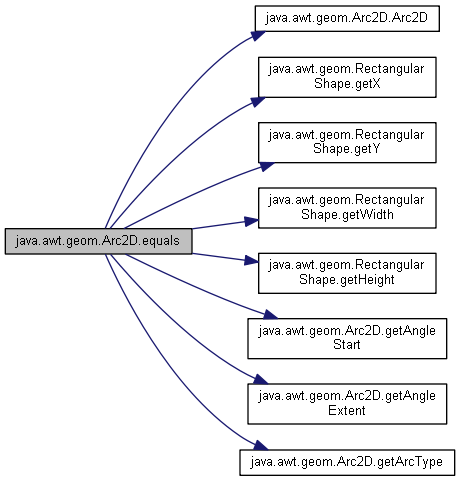 java.awt.geom.Arc2D.equals
java.awt.geom.Arc2D.Arc2D
java.awt.geom.Rectangular
Shape.getX
java.awt.geom.Rectangular
Shape.getY
java.awt.geom.Rectangular
Shape.getWidth
java.awt.geom.Rectangular
Shape.getHeight
java.awt.geom.Arc2D.getAngle
Start
java.awt.geom.Arc2D.getAngle
Extent
java.awt.geom.Arc2D.getArcType